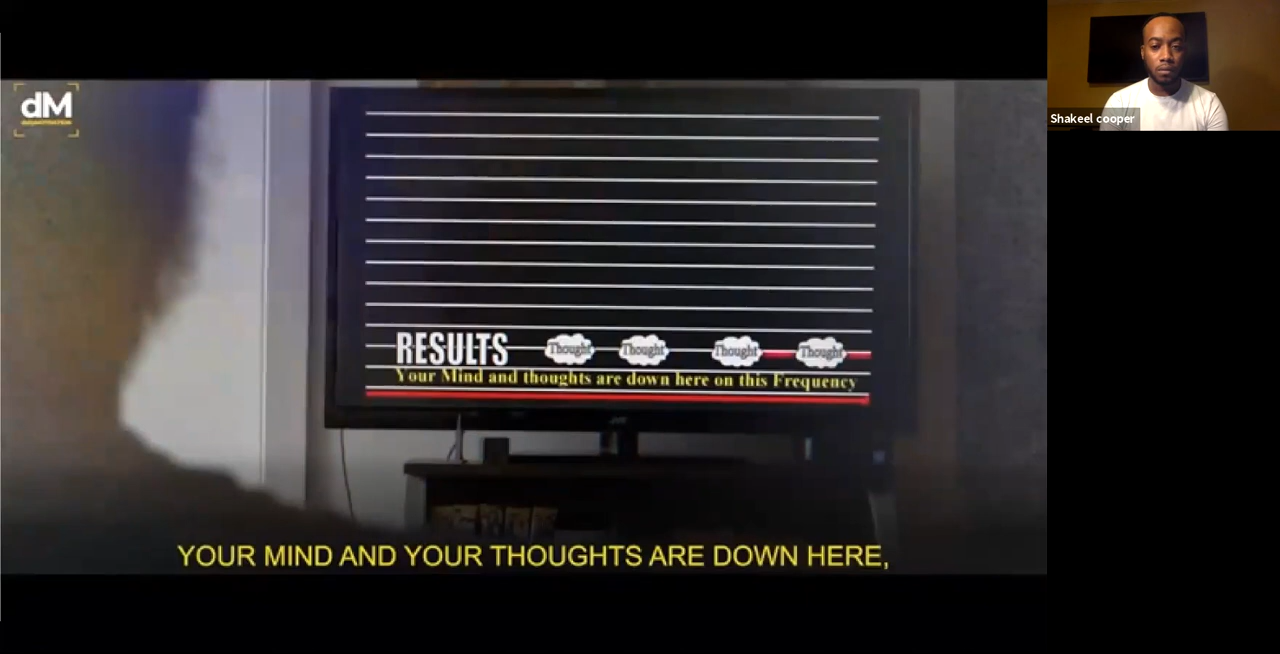 dM
Shakeel cooper
RESULTS
Thought Thought Thought Thought
Your Mind and thoughts are down here on this Frequency
YOUR MIND AND YOUR THOUGHTS ARE DOWN HERE,